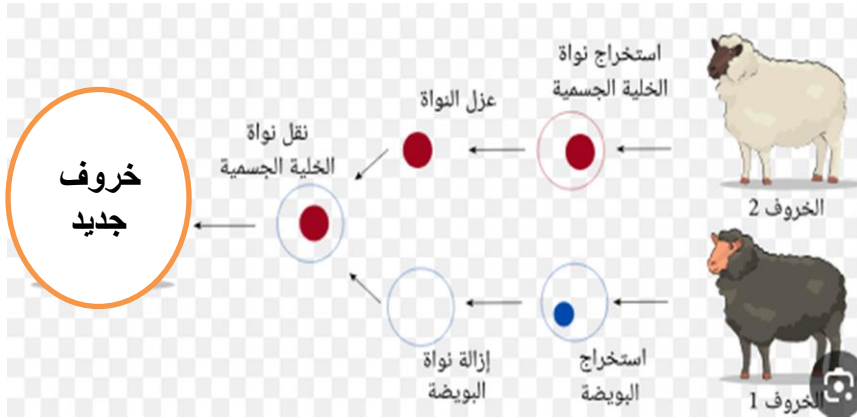 استخراج نواة
الخلية الجسمية
عزل النواة
نقل نواة
الخلية الجسمية
خروف
جديد
الخروف 2
إزالة نواة
البويضة
استخراج
البويضة
الخروف 1